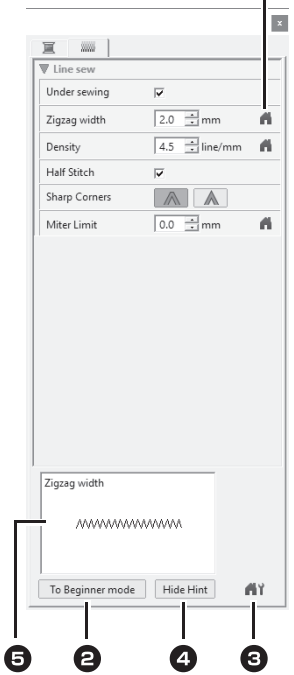 x
Line sew
Under sewing
Zigzag width 2.0 mm
Density 4.5 line/mm
Half Stitch
Sharp Corners
Miter Limit 0.0 mm
Zigzag width
To Beginner mode Hide Hint
5 2 4 3